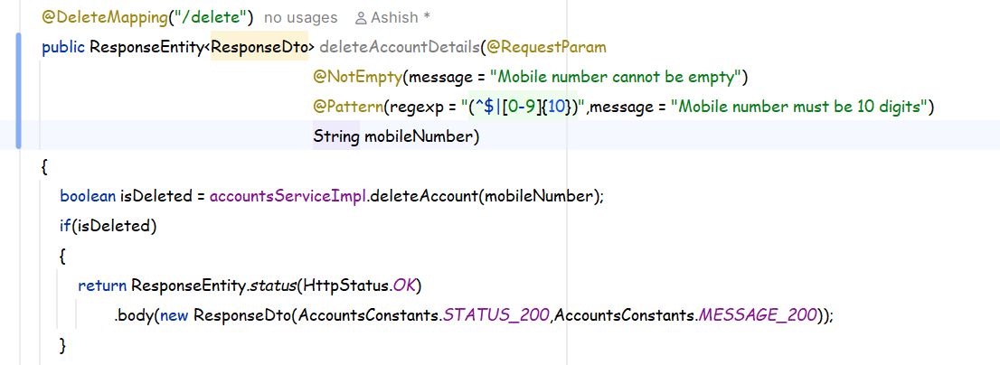 @DeleteMapping("/delete") no usages Ashish *
public ResponseEntity<ResponseDto> deleteAccountDetails(@RequestParam
@NotEmpty(message = "Mobile number cannot be empty")
@Pattern(regexp = "(^$|[0-9]{10})",message = "Mobile number must be 10 digits")
String mobileNumber)
{
boolean isDeleted = accountsServiceImpl.deleteAccount(mobileNumber);
if(isDeleted)
{
return ResponseEntity.status(HttpStatus.OK)
.body(new ResponseDto(AccountsConstants.STATUS_200,AccountsConstants.MESSAGE_200));
}